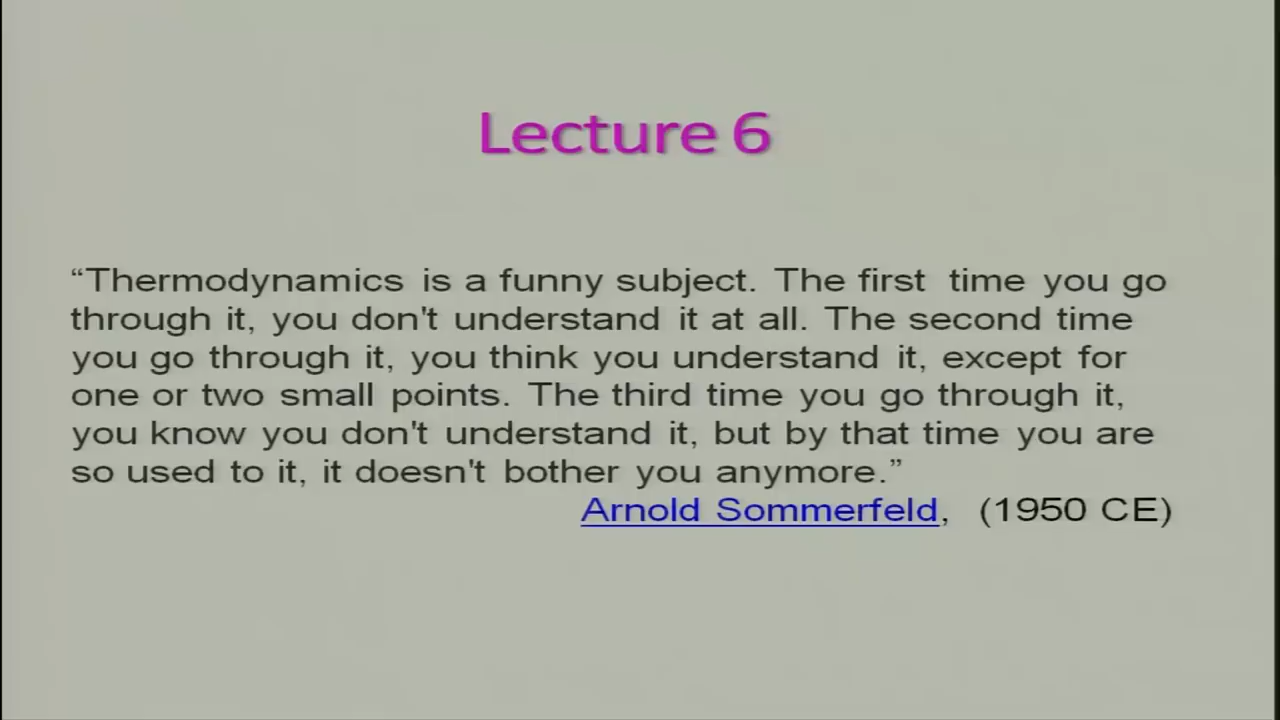 Lecture 6
“Thermodynamics is a funny subject. The first time you go
through it, you don't understand it at all. The second time
you go through it, you think you understand it, except for
one or two small points. The third time you go through it,
you know you don't understand it, but by that time you are
so used to it, it doesn't bother you anymore.”
Arnold Sommerfeld, (1950 CE)